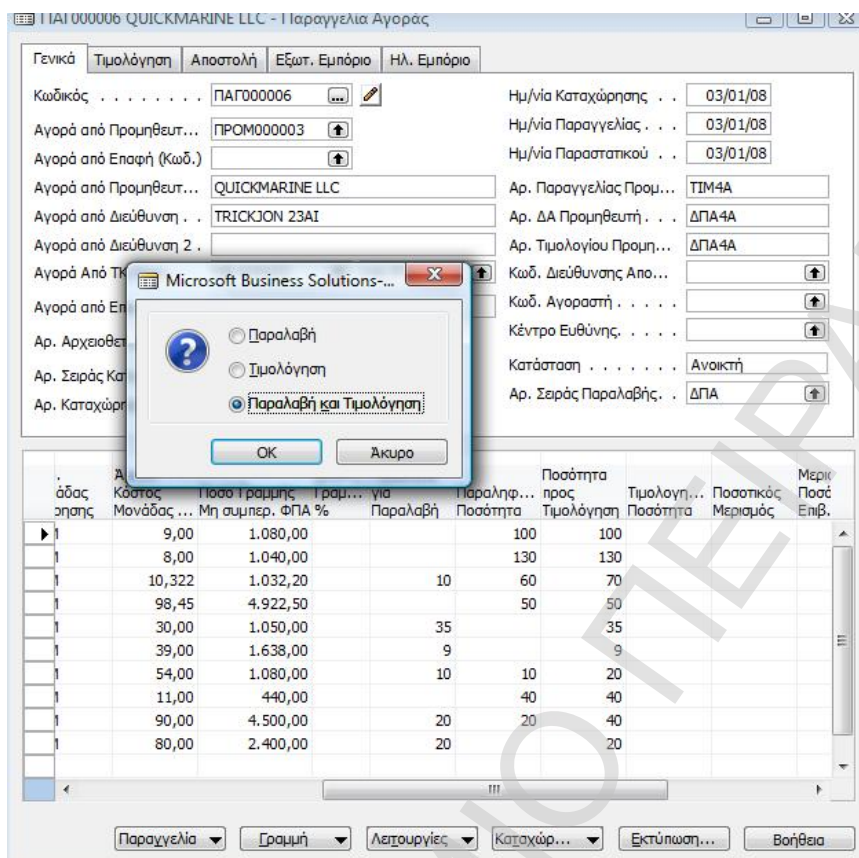 ΠΑΓ000006 QUICKMARINE LLC - Παραγγελία Αγοράς
Γενικά Τιμολόγηση Αποστολή Εξωτ. Εμπόριο Ηλ. Εμπόριο
Κωδικός . . . . . . . . ΠΑΓ000006 ... Ημ/νία Καταχώρησης . . 03/01/08
Αγορά από Προμηθευτ... ΠΡΟΜ000003 Ημ/νία Παραγγελίας . . . 03/01/08
Αγορά από Επαφή (Κωδ.) Ημ/νία Παραστατικού . . 03/01/08
Αγορά από Προμηθευτ... QUICKMARINE LLC Αρ. Παραγγελίας Προμ... ΤΙΜ4Α
Αγορά από Διεύθυνση . . TRICKJON 23AI Αρ. ΔΑ Προμηθευτή . . . ΔΠΑ4Α
Αγορά από Διεύθυνση 2 . Αρ. Τιμολογίου Προμη... ΔΠΑ4Α
Αγορά Από ΤΚ Κωδ. Διεύθυνσης Απο...
Αγορά από Επ Κωδ. Αγοραστή . . . . .
Αρ. Αρχειοθετ Κέντρο Ευθύνης. . . . .
Αρ. Σειράς Κατ Κατάσταση . . . . . . . Ανοικτή
Αρ. Καταχώρ Αρ. Σειράς Παραλαβής. . ΔΠΑ
Microsoft Business Solutions-...
Παραλαβή
Τιμολόγηση
Παραλαβή και Τιμολόγηση
OK Άκυρο
Ποσότητα Μερισ
άδας Κόστος Ποσό Γραμμής Γραμ... για Παραληφ... προς Τιμολογη... Ποσοτικός Ποσό
ρησης Μονάδας ... Μη συμπερ. ΦΠΑ % Παραλαβή Ποσότητα Τιμολόγηση Ποσότητα Μερισμός Επιβ.
9,00 1.080,00 100 100
8,00 1.040,00 130 130
10,322 1.032,20 10 60 70
98,45 4.922,50 50 50
30,00 1.050,00 35 35
39,00 1.638,00 9 9
54,00 1.080,00 10 10 20
11,00 440,00 40 40
90,00 4.500,00 20 20 40
80,00 2.400,00 20 20
Παραγγελία Γραμμή Λειτουργίες Καταχώρ... Εκτύπωση... Βοήθεια